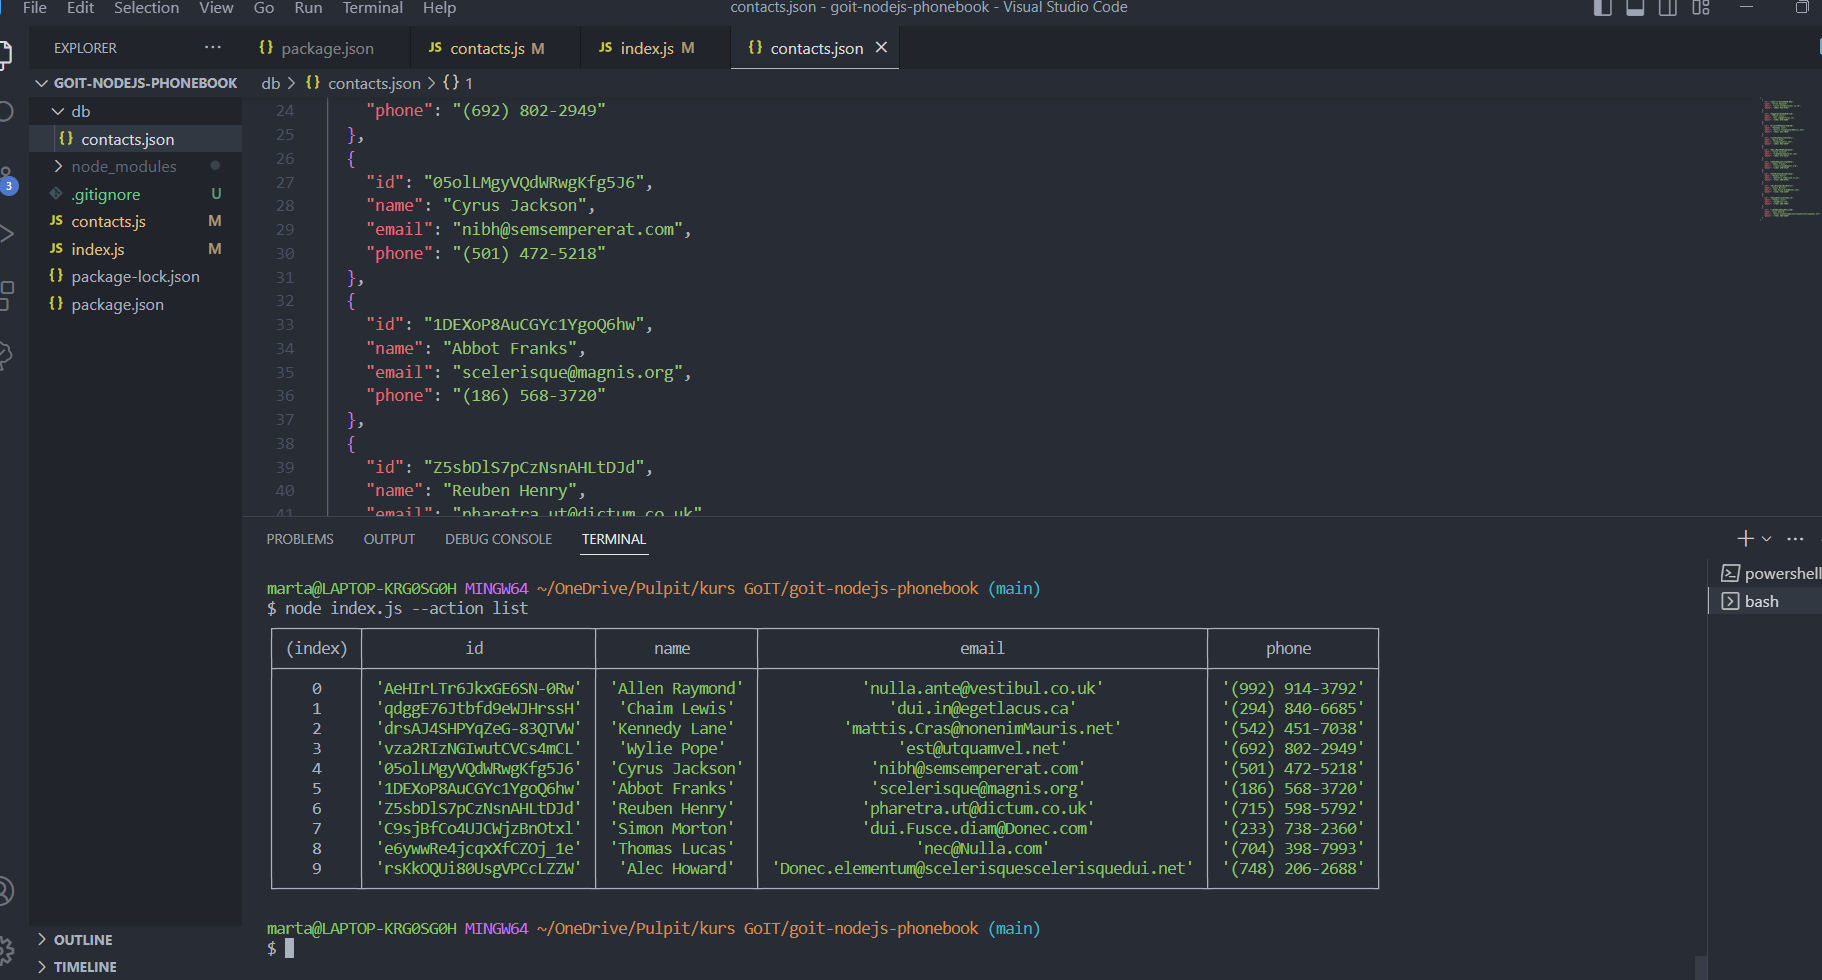 File Edit Selection View Go Run Terminal Help
contacts.json - goit-nodejs-phonebook - Visual Studio Code
EXPLORER ···
{} package.json
JS contacts.js M
JS index.js M
{} contacts.json ×
GOIT-NODEJS-PHONEBOOK
db > {} contacts.json > {} 1
db
{} contacts.json
node_modules
.gitignore U
JS contacts.js M
JS index.js M
{} package-lock.json
{} package.json
3
24 "phone": "(692) 802-2949"
25 },
26 {
27 "id": "05olLMgyVQdWRwgKfg5J6",
28 "name": "Cyrus Jackson",
29 "email": "nibh@semsempererat.com",
30 "phone": "(501) 472-5218"
31 },
32 {
33 "id": "1DEXoP8AuCGYc1YgoQ6hw",
34 "name": "Abbot Franks",
35 "email": "scelerisque@magnis.org",
36 "phone": "(186) 568-3720"
37 },
38 {
39 "id": "Z5sbDlS7pCzNsnAHLtDJd",
40 "name": "Reuben Henry",
41 "email": "pharetra.ut@dictum.co.uk"
PROBLEMS OUTPUT DEBUG CONSOLE TERMINAL
powershell
bash
marta@LAPTOP-KRG0SG0H MINGW64 ~/OneDrive/Pulpit/kurs GoIT/goit-nodejs-phonebook (main)
$ node index.js --action list
(index) id name email phone
0 'AeHIrLTr6JkxGE6SN-0Rw' 'Allen Raymond' 'nulla.ante@vestibul.co.uk' '(992) 914-3792'
1 'qdggE76Jtbfd9eWJHrssH' 'Chaim Lewis' 'dui.in@egetlacus.ca' '(294) 840-6685'
2 'drsAJ4SHPYqZeG-83QTVW' 'Kennedy Lane' 'mattis.Cras@nonenimMauris.net' '(542) 451-7038'
3 'vza2RIzNGIwutCVCs4mCL' 'Wylie Pope' 'est@utquamvel.net' '(692) 802-2949'
4 '05olLMgyVQdWRwgKfg5J6' 'Cyrus Jackson' 'nibh@semsempererat.com' '(501) 472-5218'
5 '1DEXoP8AuCGYc1YgoQ6hw' 'Abbot Franks' 'scelerisque@magnis.org' '(186) 568-3720'
6 'Z5sbDlS7pCzNsnAHLtDJd' 'Reuben Henry' 'pharetra.ut@dictum.co.uk' '(715) 598-5792'
7 'C9sjBfCo4UJCWjzBnOtxl' 'Simon Morton' 'dui.Fusce.diam@Donec.com' '(233) 738-2360'
8 'e6ywwRe4jcqxXfCZOj_1e' 'Thomas Lucas' 'nec@Nulla.com' '(704) 398-7993'
9 'rsKkOQUi80UsgVPCcLZZW' 'Alec Howard' 'Donec.elementum@scelerisquescelerisquedui.net' '(748) 206-2688'
marta@LAPTOP-KRG0SG0H MINGW64 ~/OneDrive/Pulpit/kurs GoIT/goit-nodejs-phonebook (main)
$
OUTLINE
TIMELINE